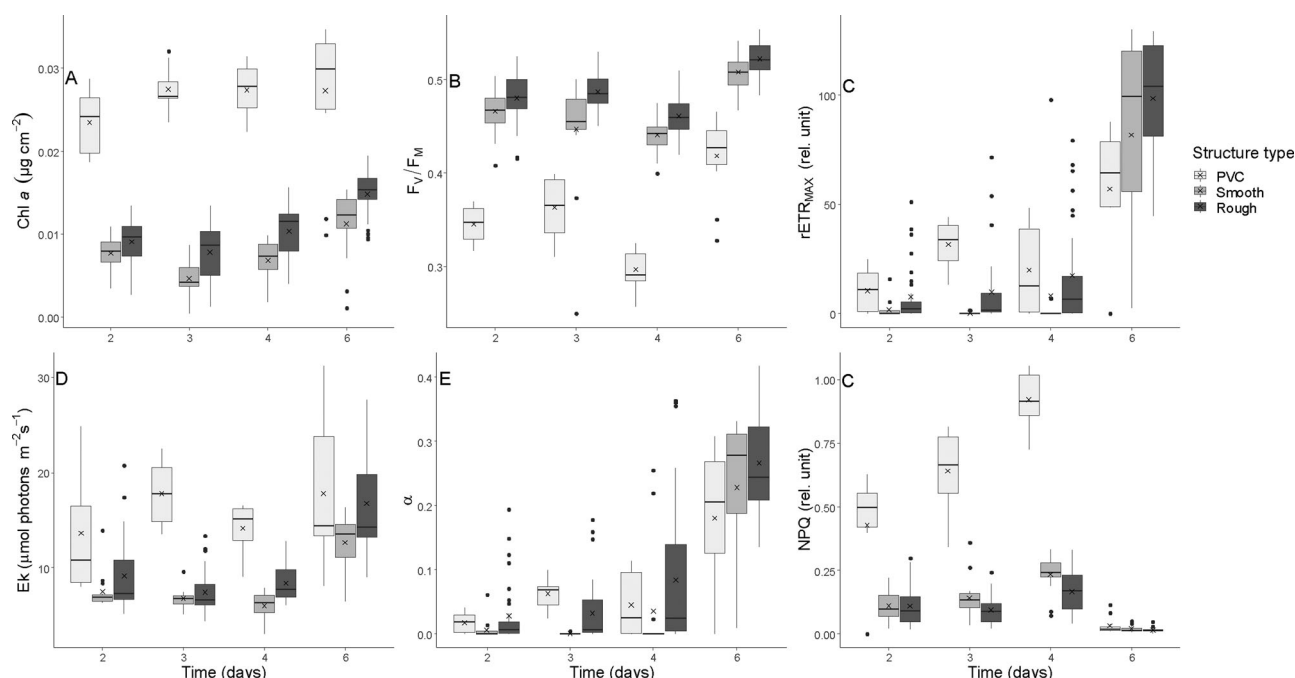 A
Chl a (μg cm⁻²)
0.03
0.02
0.01
0.00
2 3 4 6
B
Fᵥ/Fₘ
0.5
0.4
0.3
2 3 4 6
C
rETR_MAX (rel. unit)
100
50
0
2 3 4 6
Structure type
PVC
Smooth
Rough
D
Ek (μmol photons m⁻²s⁻¹)
30
20
10
2 3 4 6
Time (days)
E
α
0.4
0.3
0.2
0.1
0.0
2 3 4 6
Time (days)
C
NPQ (rel. unit)
1.00
0.75
0.50
0.25
0.00
2 3 4 6
Time (days)